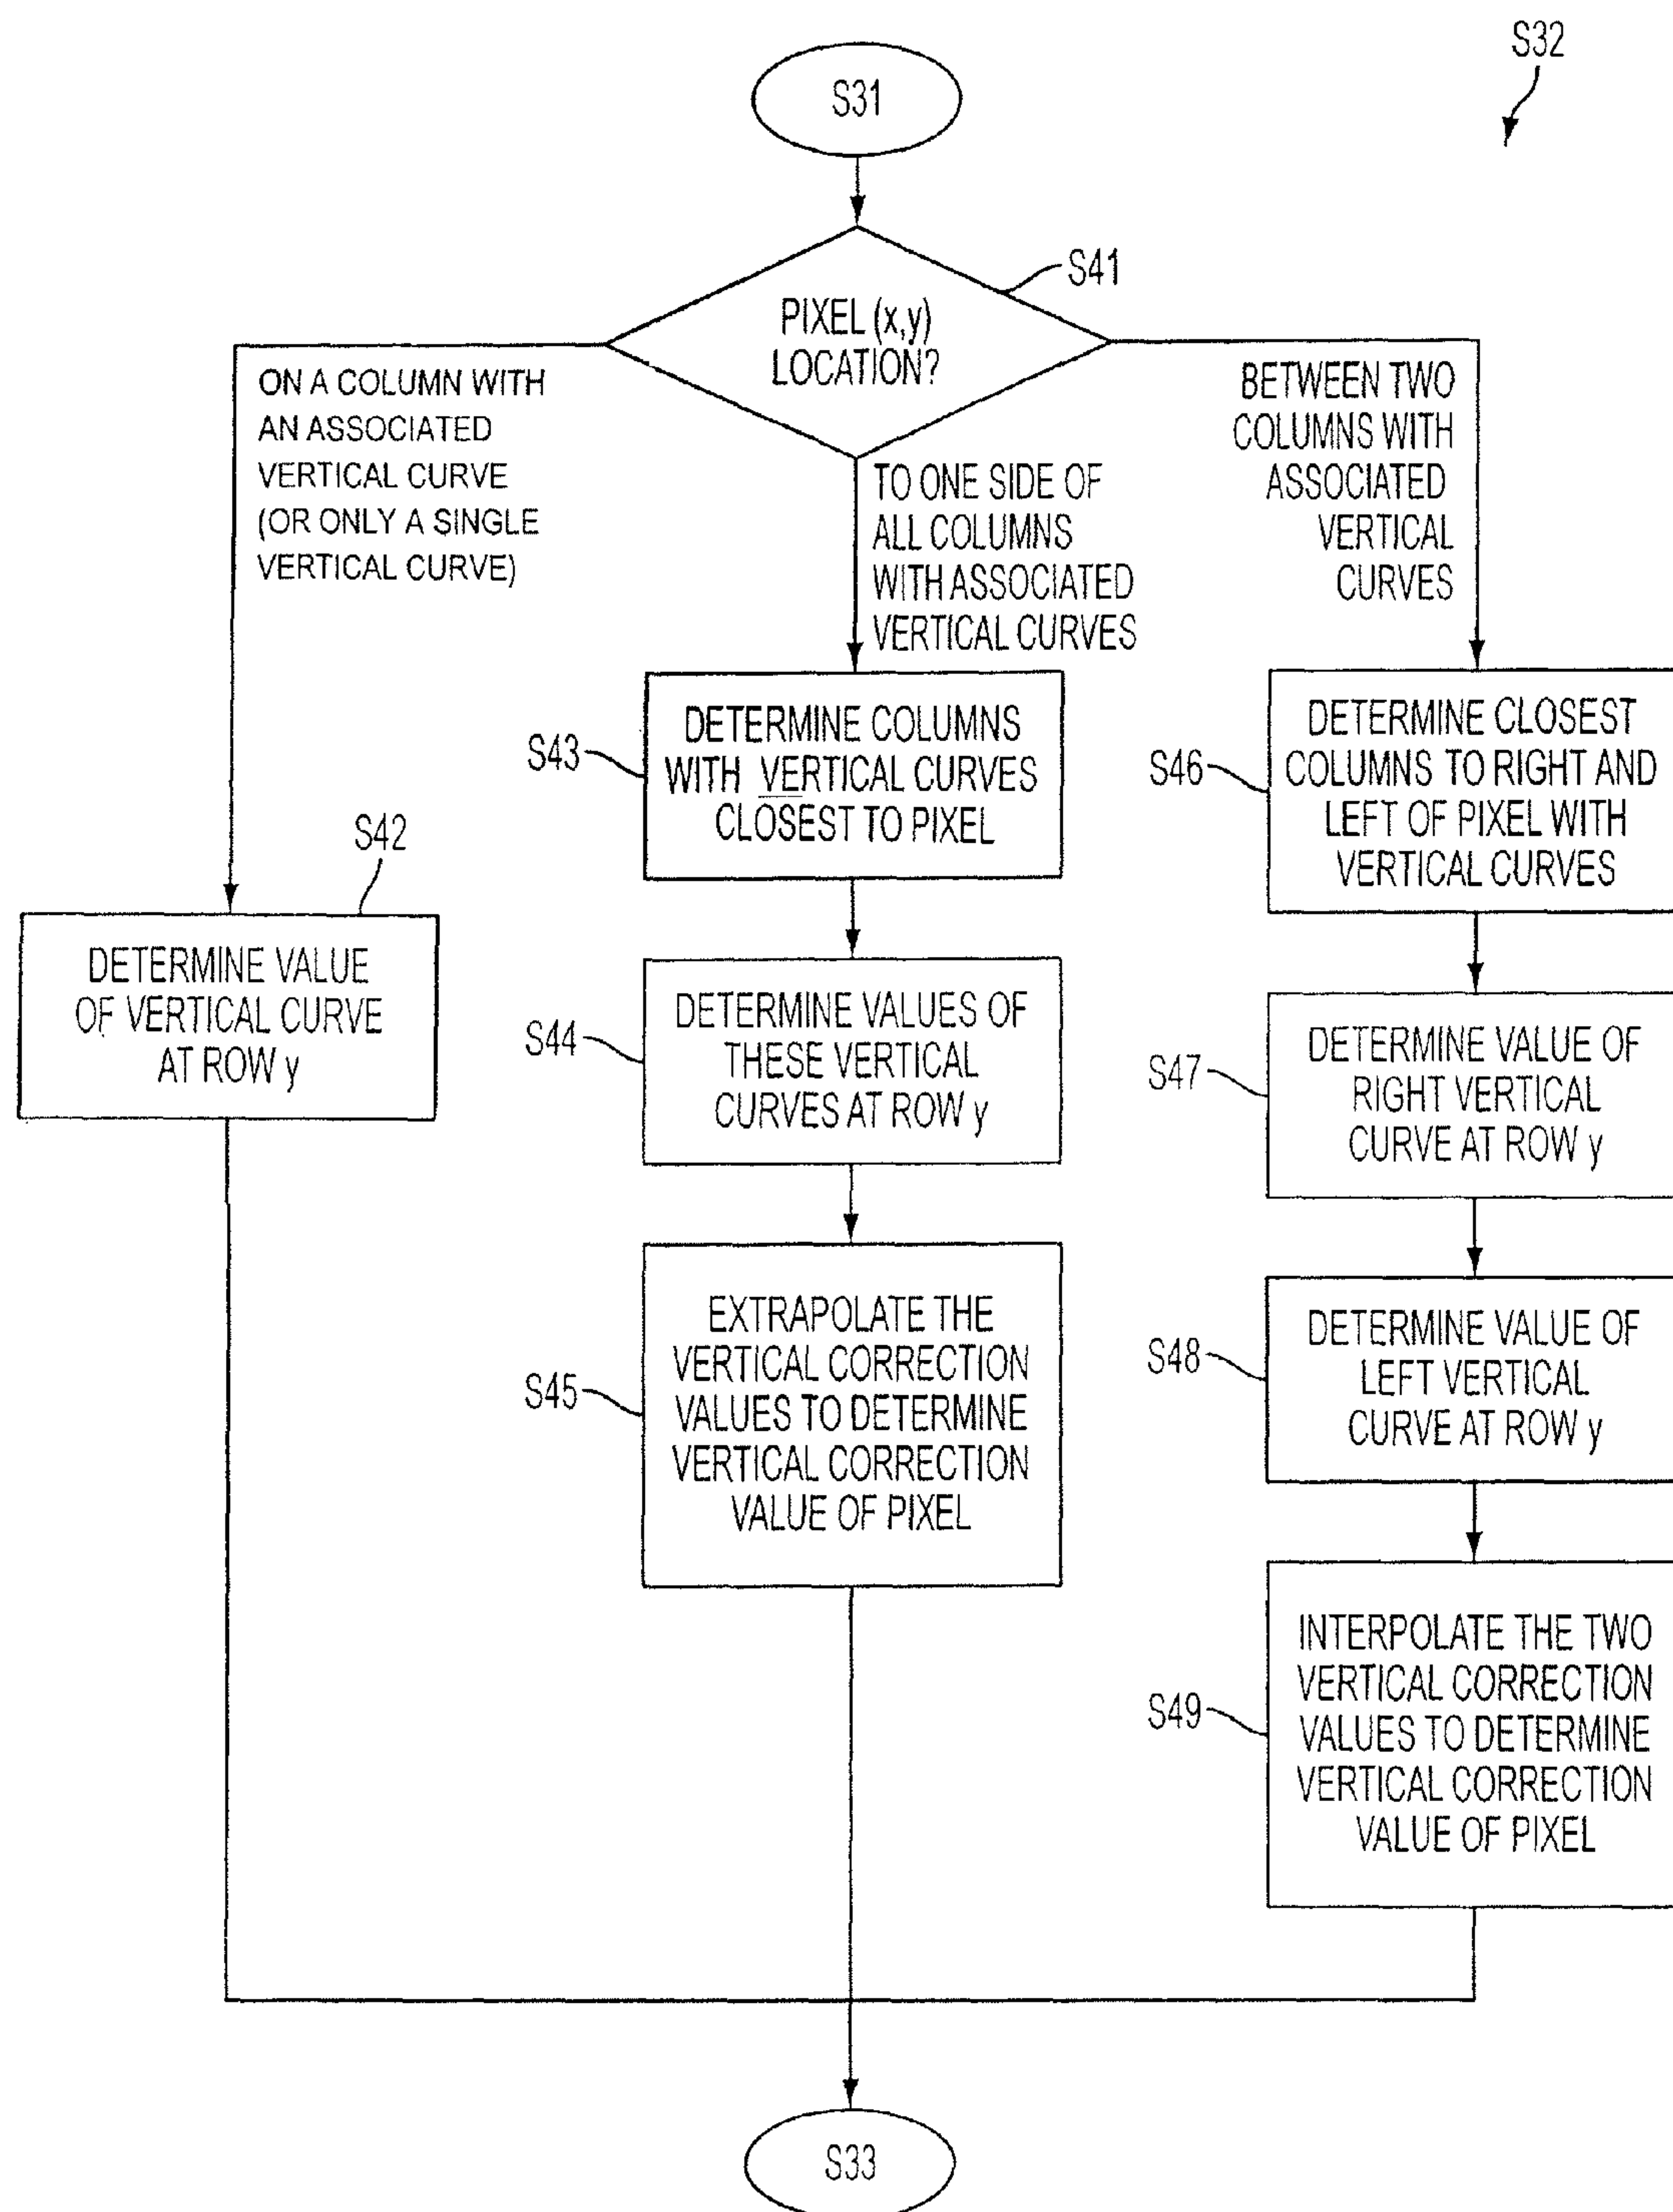 S32
S31
S41
PIXEL (x,y)
LOCATION?
ON A COLUMN WITH
AN ASSOCIATED
VERTICAL CURVE
(OR ONLY A SINGLE
VERTICAL CURVE)
TO ONE SIDE OF
ALL COLUMNS
WITH ASSOCIATED
VERTICAL CURVES
BETWEEN TWO
COLUMNS WITH
ASSOCIATED
VERTICAL
CURVES
S42
DETERMINE VALUE
OF VERTICAL CURVE
AT ROW y
S43
DETERMINE COLUMNS
WITH VERTICAL CURVES
CLOSEST TO PIXEL
S44
DETERMINE VALUES OF
THESE VERTICAL
CURVES AT ROW y
S45
EXTRAPOLATE THE
VERTICAL CORRECTION
VALUES TO DETERMINE
VERTICAL CORRECTION
VALUE OF PIXEL
S46
DETERMINE CLOSEST
COLUMNS TO RIGHT AND
LEFT OF PIXEL WITH
VERTICAL CURVES
S47
DETERMINE VALUE OF
RIGHT VERTICAL
CURVE AT ROW y
S48
DETERMINE VALUE OF
LEFT VERTICAL
CURVE AT ROW y
S49
INTERPOLATE THE TWO
VERTICAL CORRECTION
VALUES TO DETERMINE
VERTICAL CORRECTION
VALUE OF PIXEL
S33